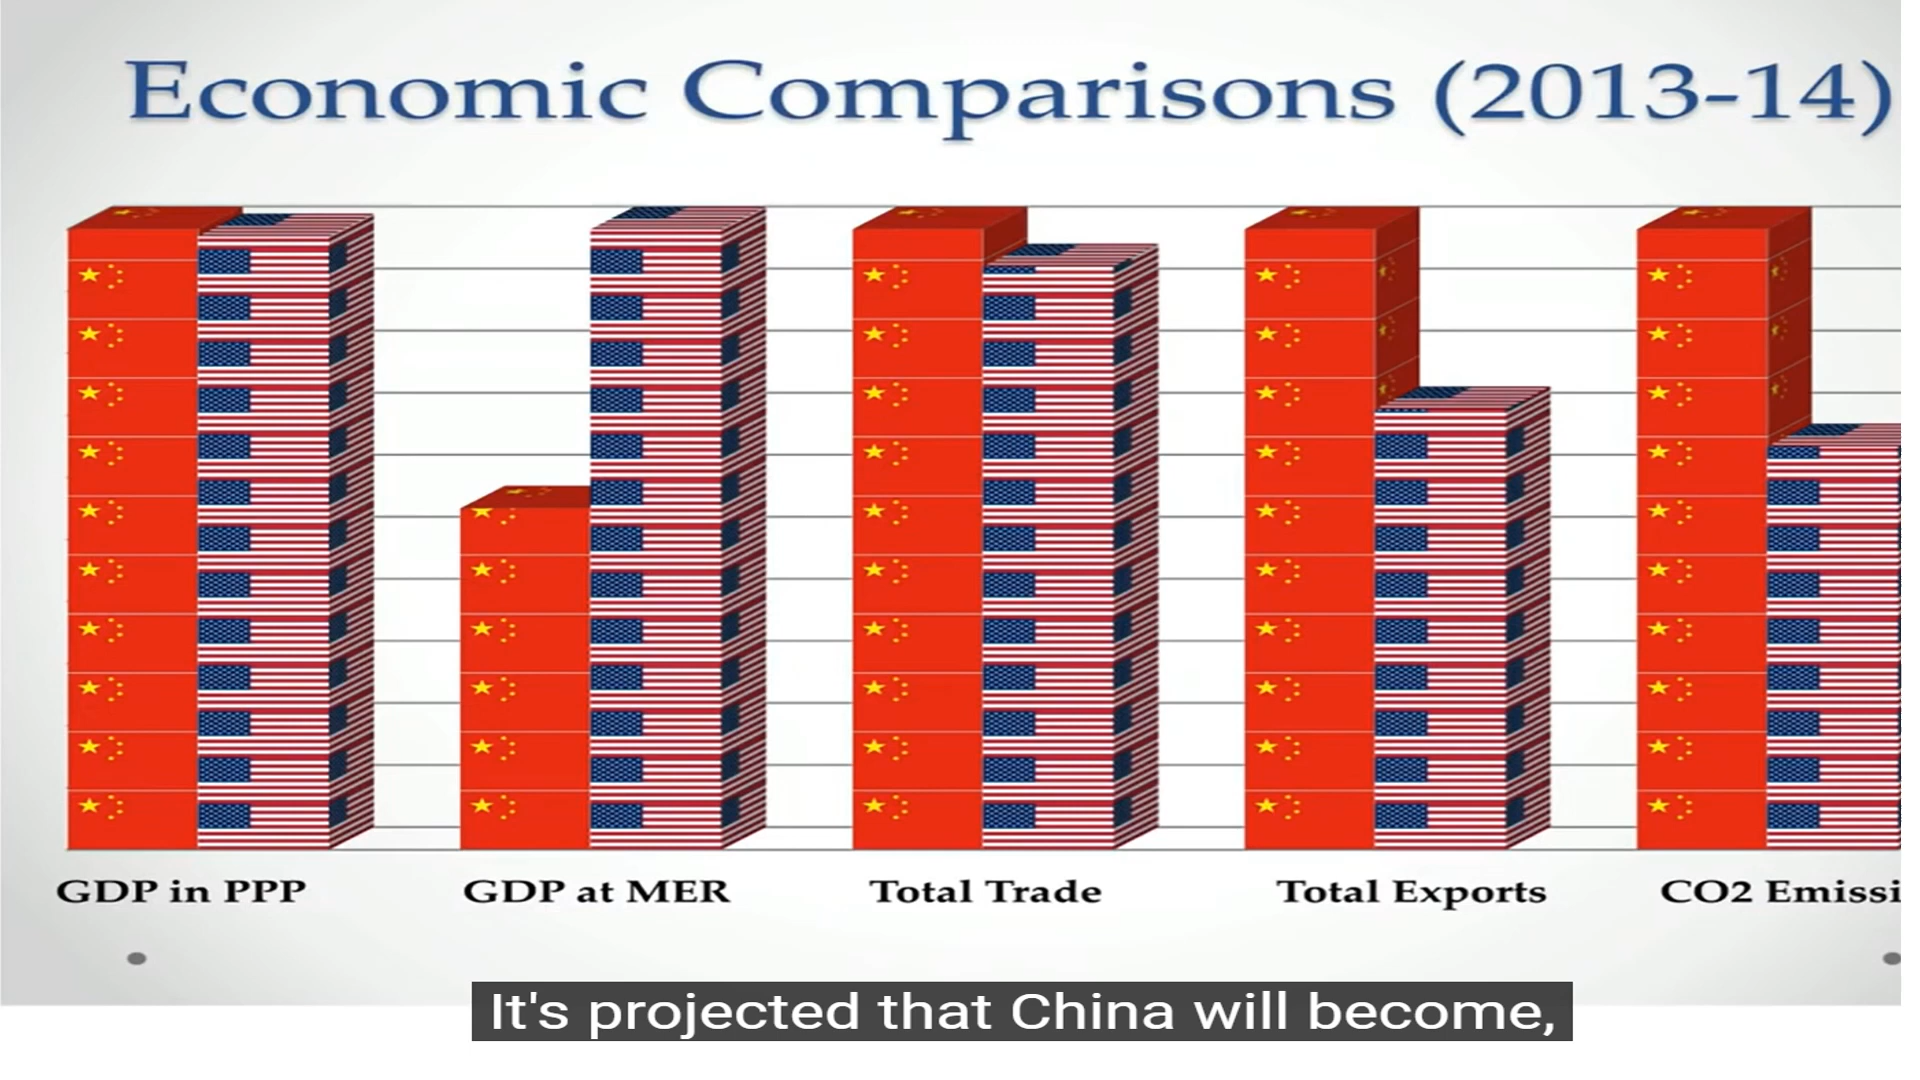 Economic Comparisons (2013-14)
GDP in PPP
GDP at MER
Total Trade
Total Exports
CO2 Emissi
It's projected that China will become,